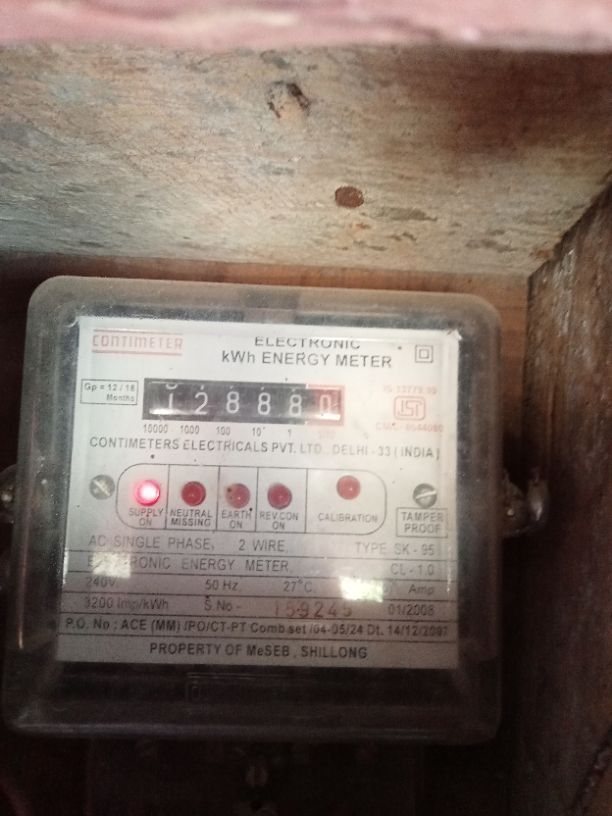 CONTIMETER
ELECTRONIC
kWh ENERGY METER
Gp = 12 / 18
Months
128880
10000 1000 100 10 1
CONTIMETERS ELECTRICALS PVT. LTD. DELHI - 33 ( INDIA )
SUPPLY ON
NEUTRAL MISSING
EARTH ON
REV.CON ON
CALIBRATION
TAMPER PROOF
AC SINGLE PHASE, 2 WIRE, TYPE SK - 95
ELECTRONIC ENERGY METER, CL - 1.0
240V 50 Hz, 27°C, Amp
3200 Imp/kWh S.No - 159245 01/2008
P.O. No : ACE (MM) /PO/CT-PT Comb set /04-05/24 Dt. 14/12/2007
PROPERTY OF MeSEB, SHILLONG